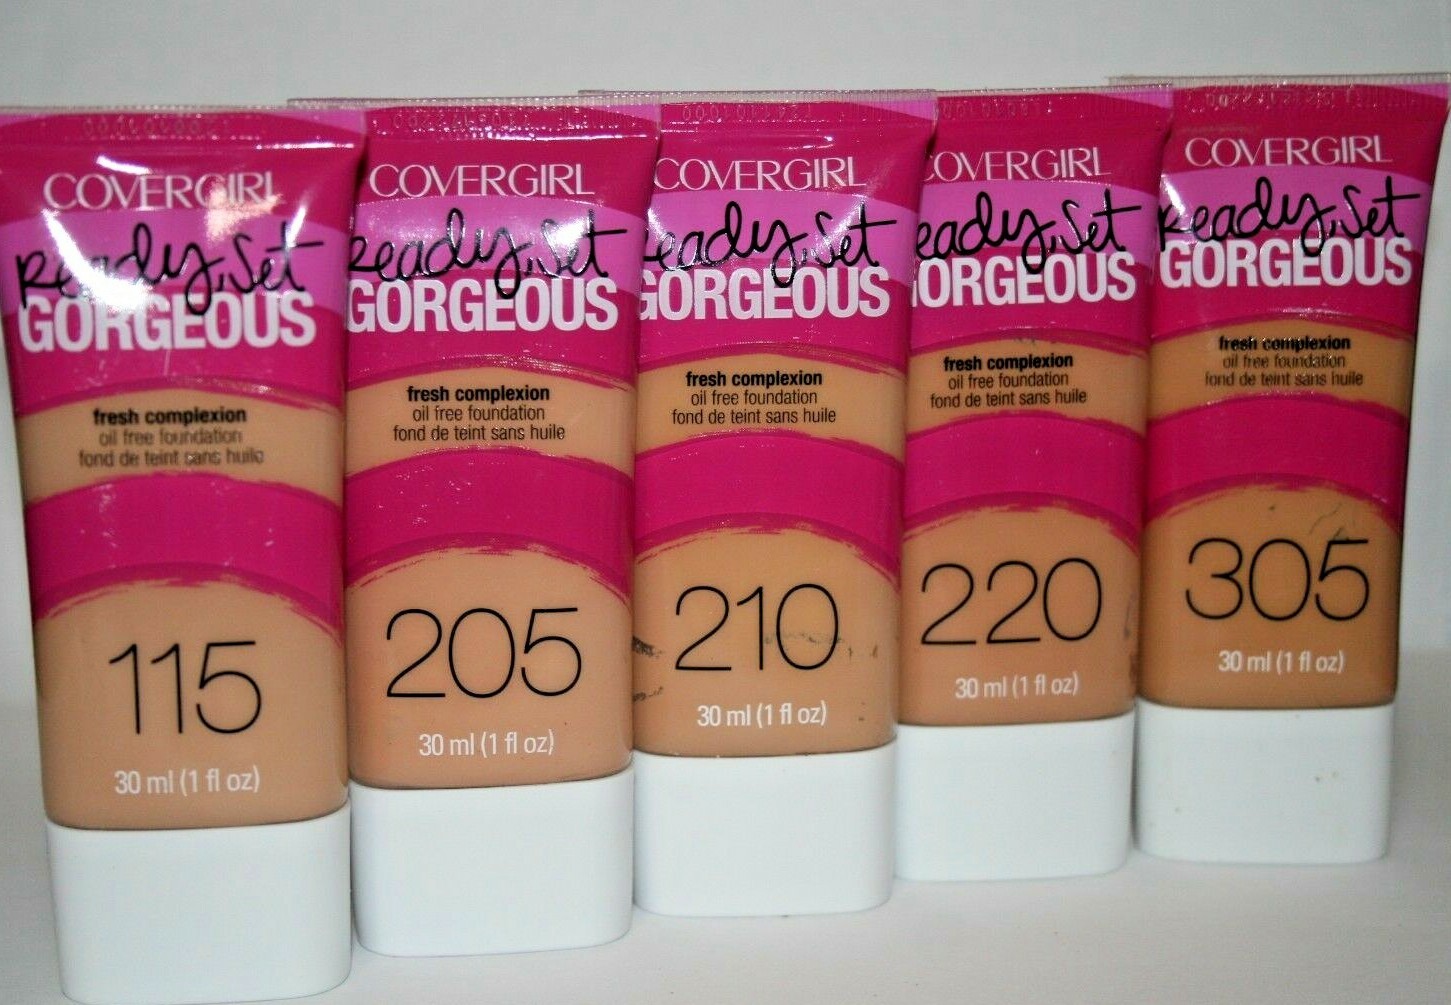 COVERGIRL
Ready, Set
GORGEOUS
fresh complexion
oil free foundation
fond de teint sans huile
115
30 ml (1 fl oz)
COVERGIRL
Ready, Set
GORGEOUS
fresh complexion
oil free foundation
fond de teint sans huile
205
30 ml (1 fl oz)
COVERGIRL
Ready, Set
GORGEOUS
fresh complexion
oil free foundation
fond de teint sans huile
210
30 ml (1 fl oz)
COVERGIRL
Ready, Set
GORGEOUS
fresh complexion
oil free foundation
fond de teint sans huile
220
30 ml (1 fl oz)
COVERGIRL
Ready, Set
GORGEOUS
fresh complexion
oil free foundation
fond de teint sans huile
305
30 ml (1 fl oz)